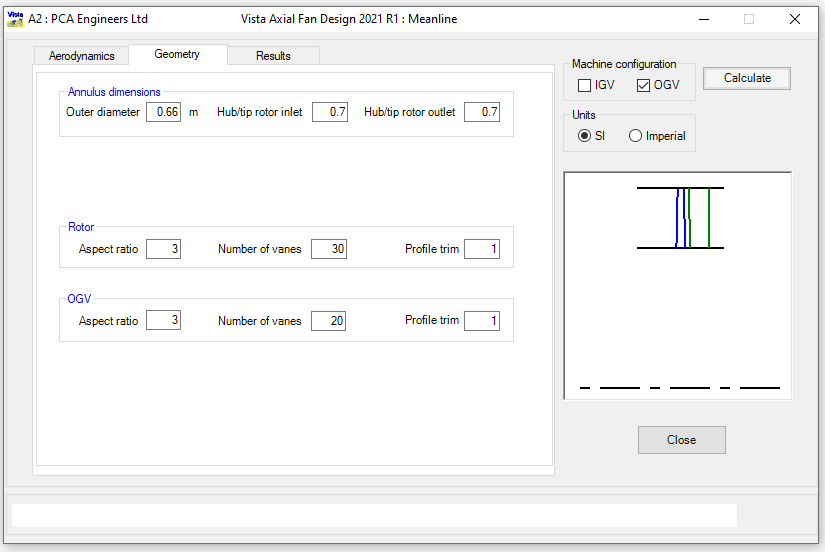 Vista A2 : PCA Engineers Ltd Vista Axial Fan Design 2021 R1 : Meanline
Aerodynamics Geometry Results
Annulus dimensions
Outer diameter 0.66 m Hub/tip rotor inlet 0.7 Hub/tip rotor outlet 0.7
Rotor
Aspect ratio 3 Number of vanes 30 Profile trim 1
OGV
Aspect ratio 3 Number of vanes 20 Profile trim 1
Machine configuration
IGV OGV Calculate
Units
SI Imperial
Close